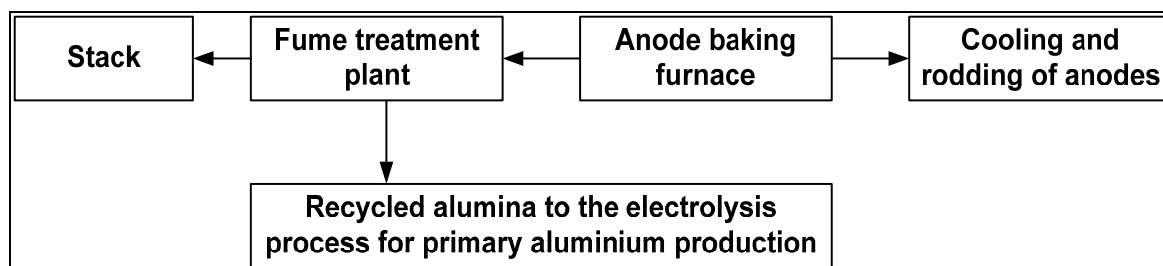 Stack
Fume treatment
plant
Anode baking
furnace
Cooling and
rodding of anodes
Recycled alumina to the electrolysis
process for primary aluminium production